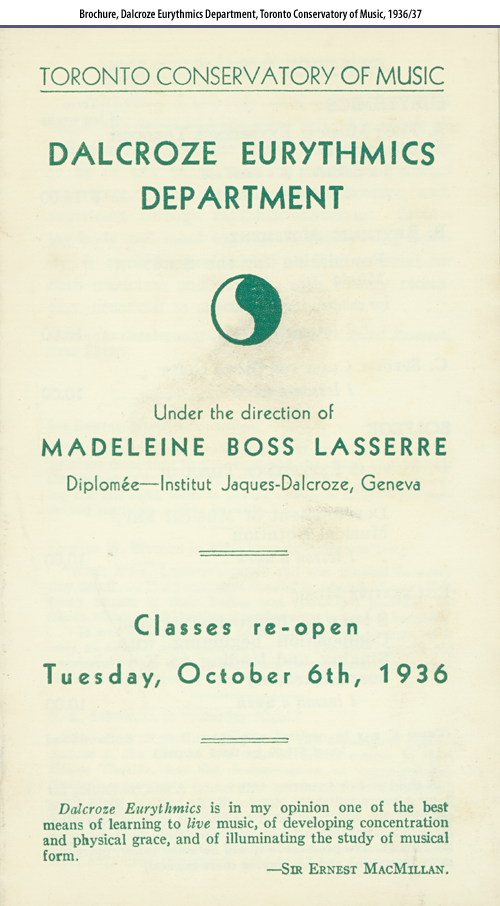 Brochure, Dalcroze Eurythmics Department, Toronto Conservatory of Music, 1936/37
TORONTO CONSERVATORY OF MUSIC
DALCROZE EURYTHMICS
DEPARTMENT
Under the direction of
MADELEINE BOSS LASSERRE
Diplomée—Institut Jaques-Dalcroze, Geneva
Classes re-open
Tuesday, October 6th, 1936
Dalcroze Eurythmics is in my opinion one of the best
means of learning to live music, of developing concentration
and physical grace, and of illuminating the study of musical
form.
—SIR ERNEST MACMILLAN.